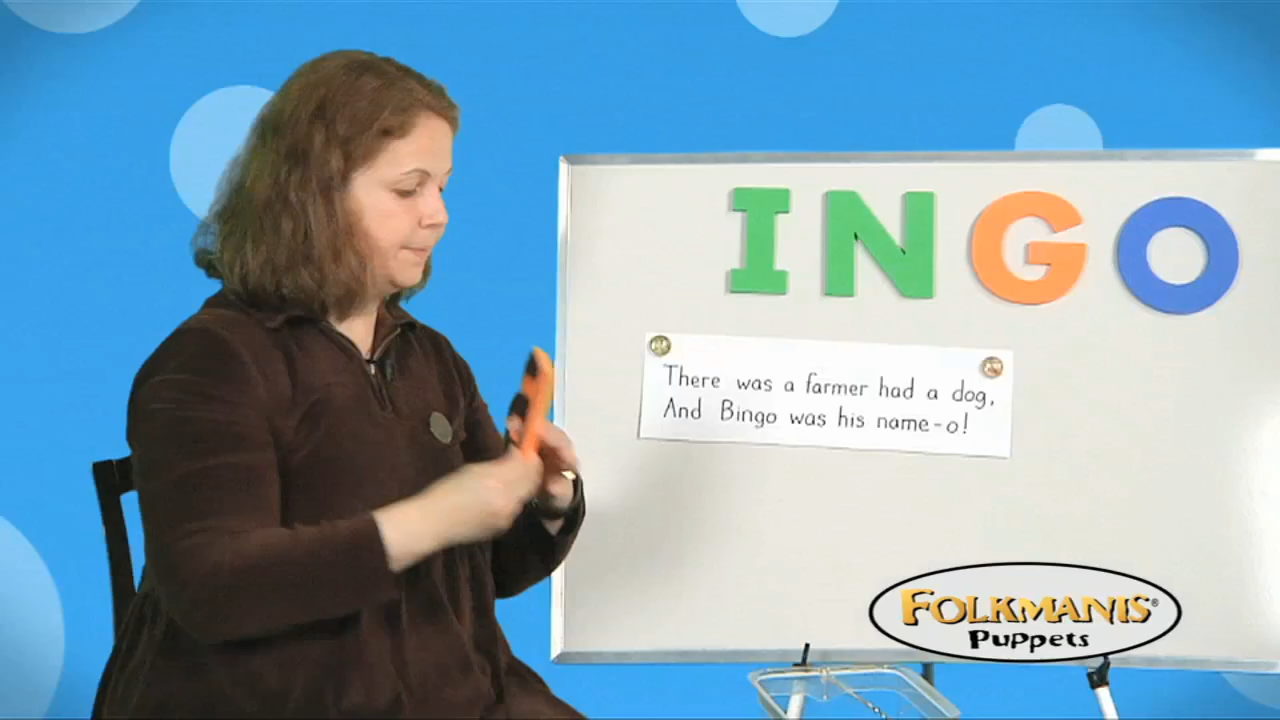 INGO
There was a farmer had a dog,
And Bingo was his name-o!
FOLKMANIS®
Puppets